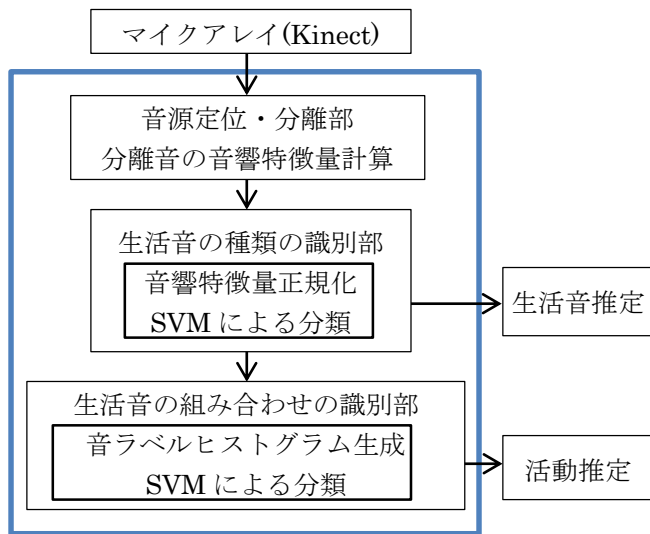 マイクアレイ(Kinect)
音源定位・分離部
分離音の音響特徴量計算
生活音の種類の識別部
音響特徴量正規化
SVM による分類
生活音推定
生活音の組み合わせの識別部
音ラベルヒストグラム生成
SVM による分類
活動推定